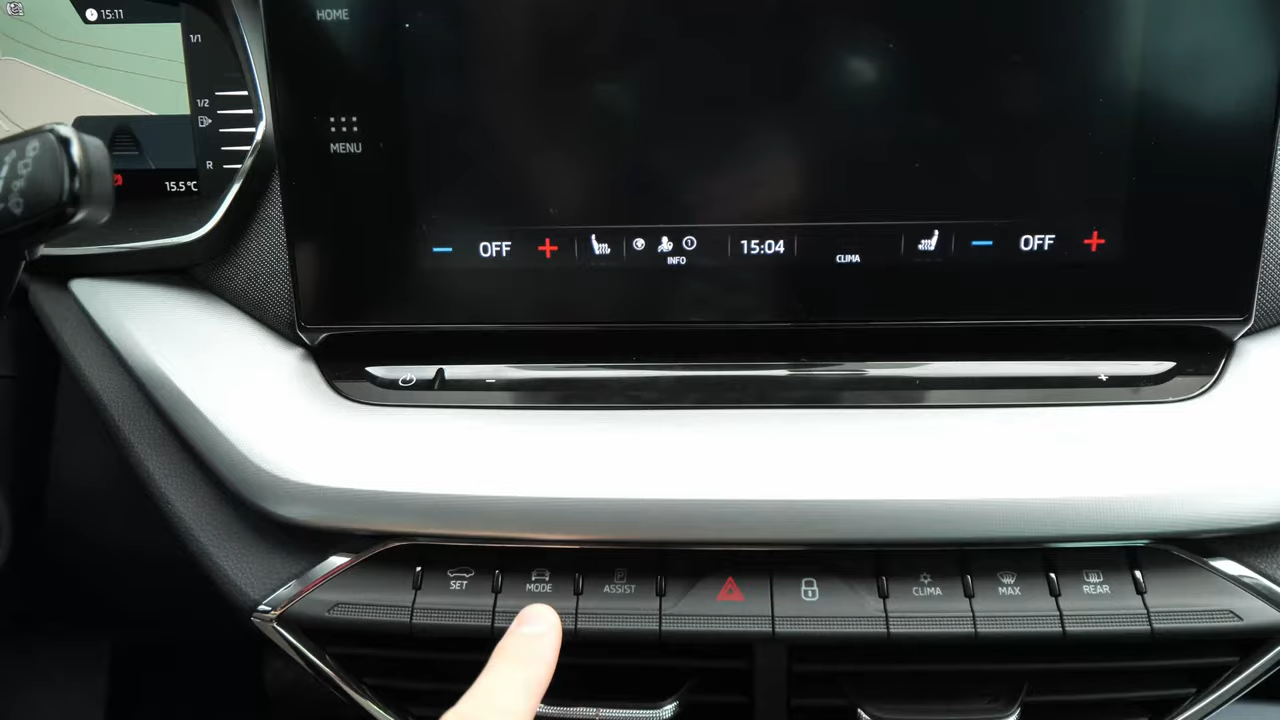 15:11
1/1
1/2
R
15.5°C
HOME
MENU
OFF
INFO
15:04
CLIMA
OFF
SET
MODE
P
ASSIST
CLIMA
MAX
REAR